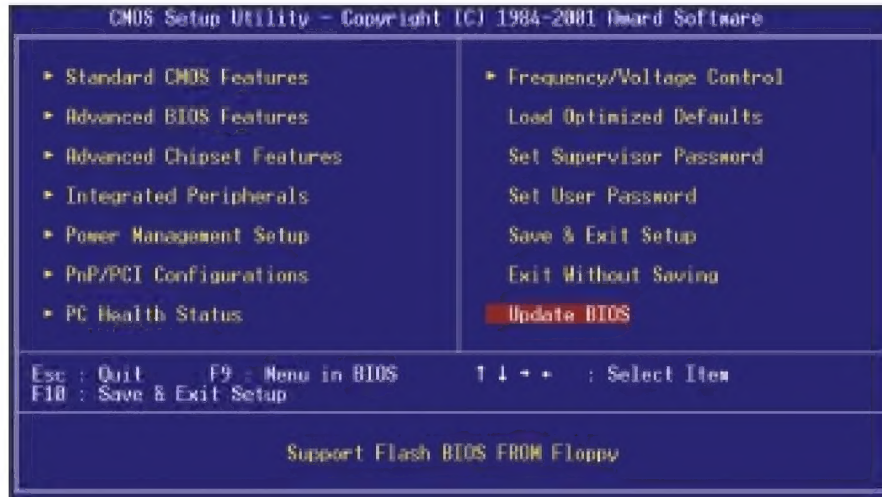 CMOS Setup Utility - Copyright (C) 1984-2001 Award Software
► Standard CMOS Features
► Advanced BIOS Features
► Advanced Chipset Features
► Integrated Peripherals
► Power Management Setup
► PnP/PCI Configurations
► PC Health Status
► Frequency/Voltage Control
Load Optimized Defaults
Set Supervisor Password
Set User Password
Save & Exit Setup
Exit Without Saving
Update BIOS
Esc : Quit F9 : Menu in BIOS ↑ ↓ → ← : Select Item
F10 : Save & Exit Setup
Support Flash BIOS FROM Floppy